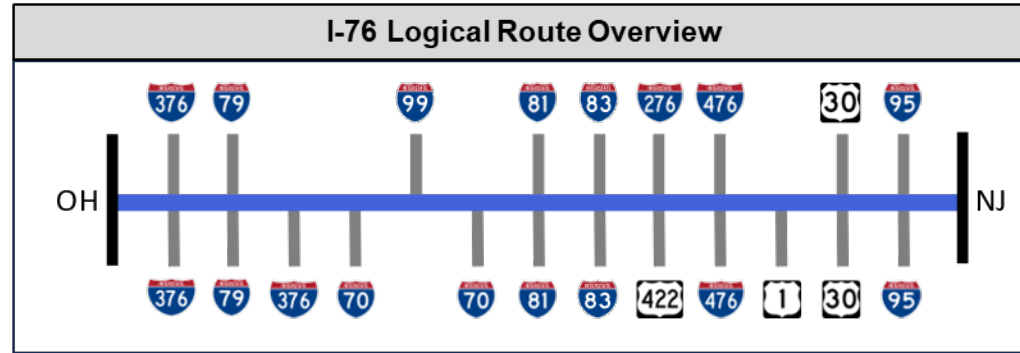 I-76 Logical Route Overview
376 79 99 81 83 276 476 30 95
OH NJ
376 79 376 70 70 81 83 422 476 1 30 95